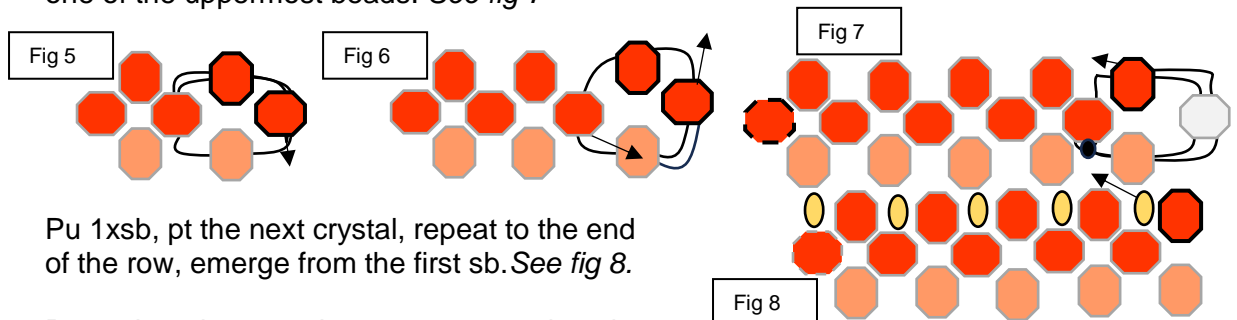 one of the uppermost beads. See fig 7
Fig 5
Fig 6
Fig 7
Pu 1xsb, pt the next crystal, repeat to the end
of the row, emerge from the first sb. See fig 8.
Fig 8